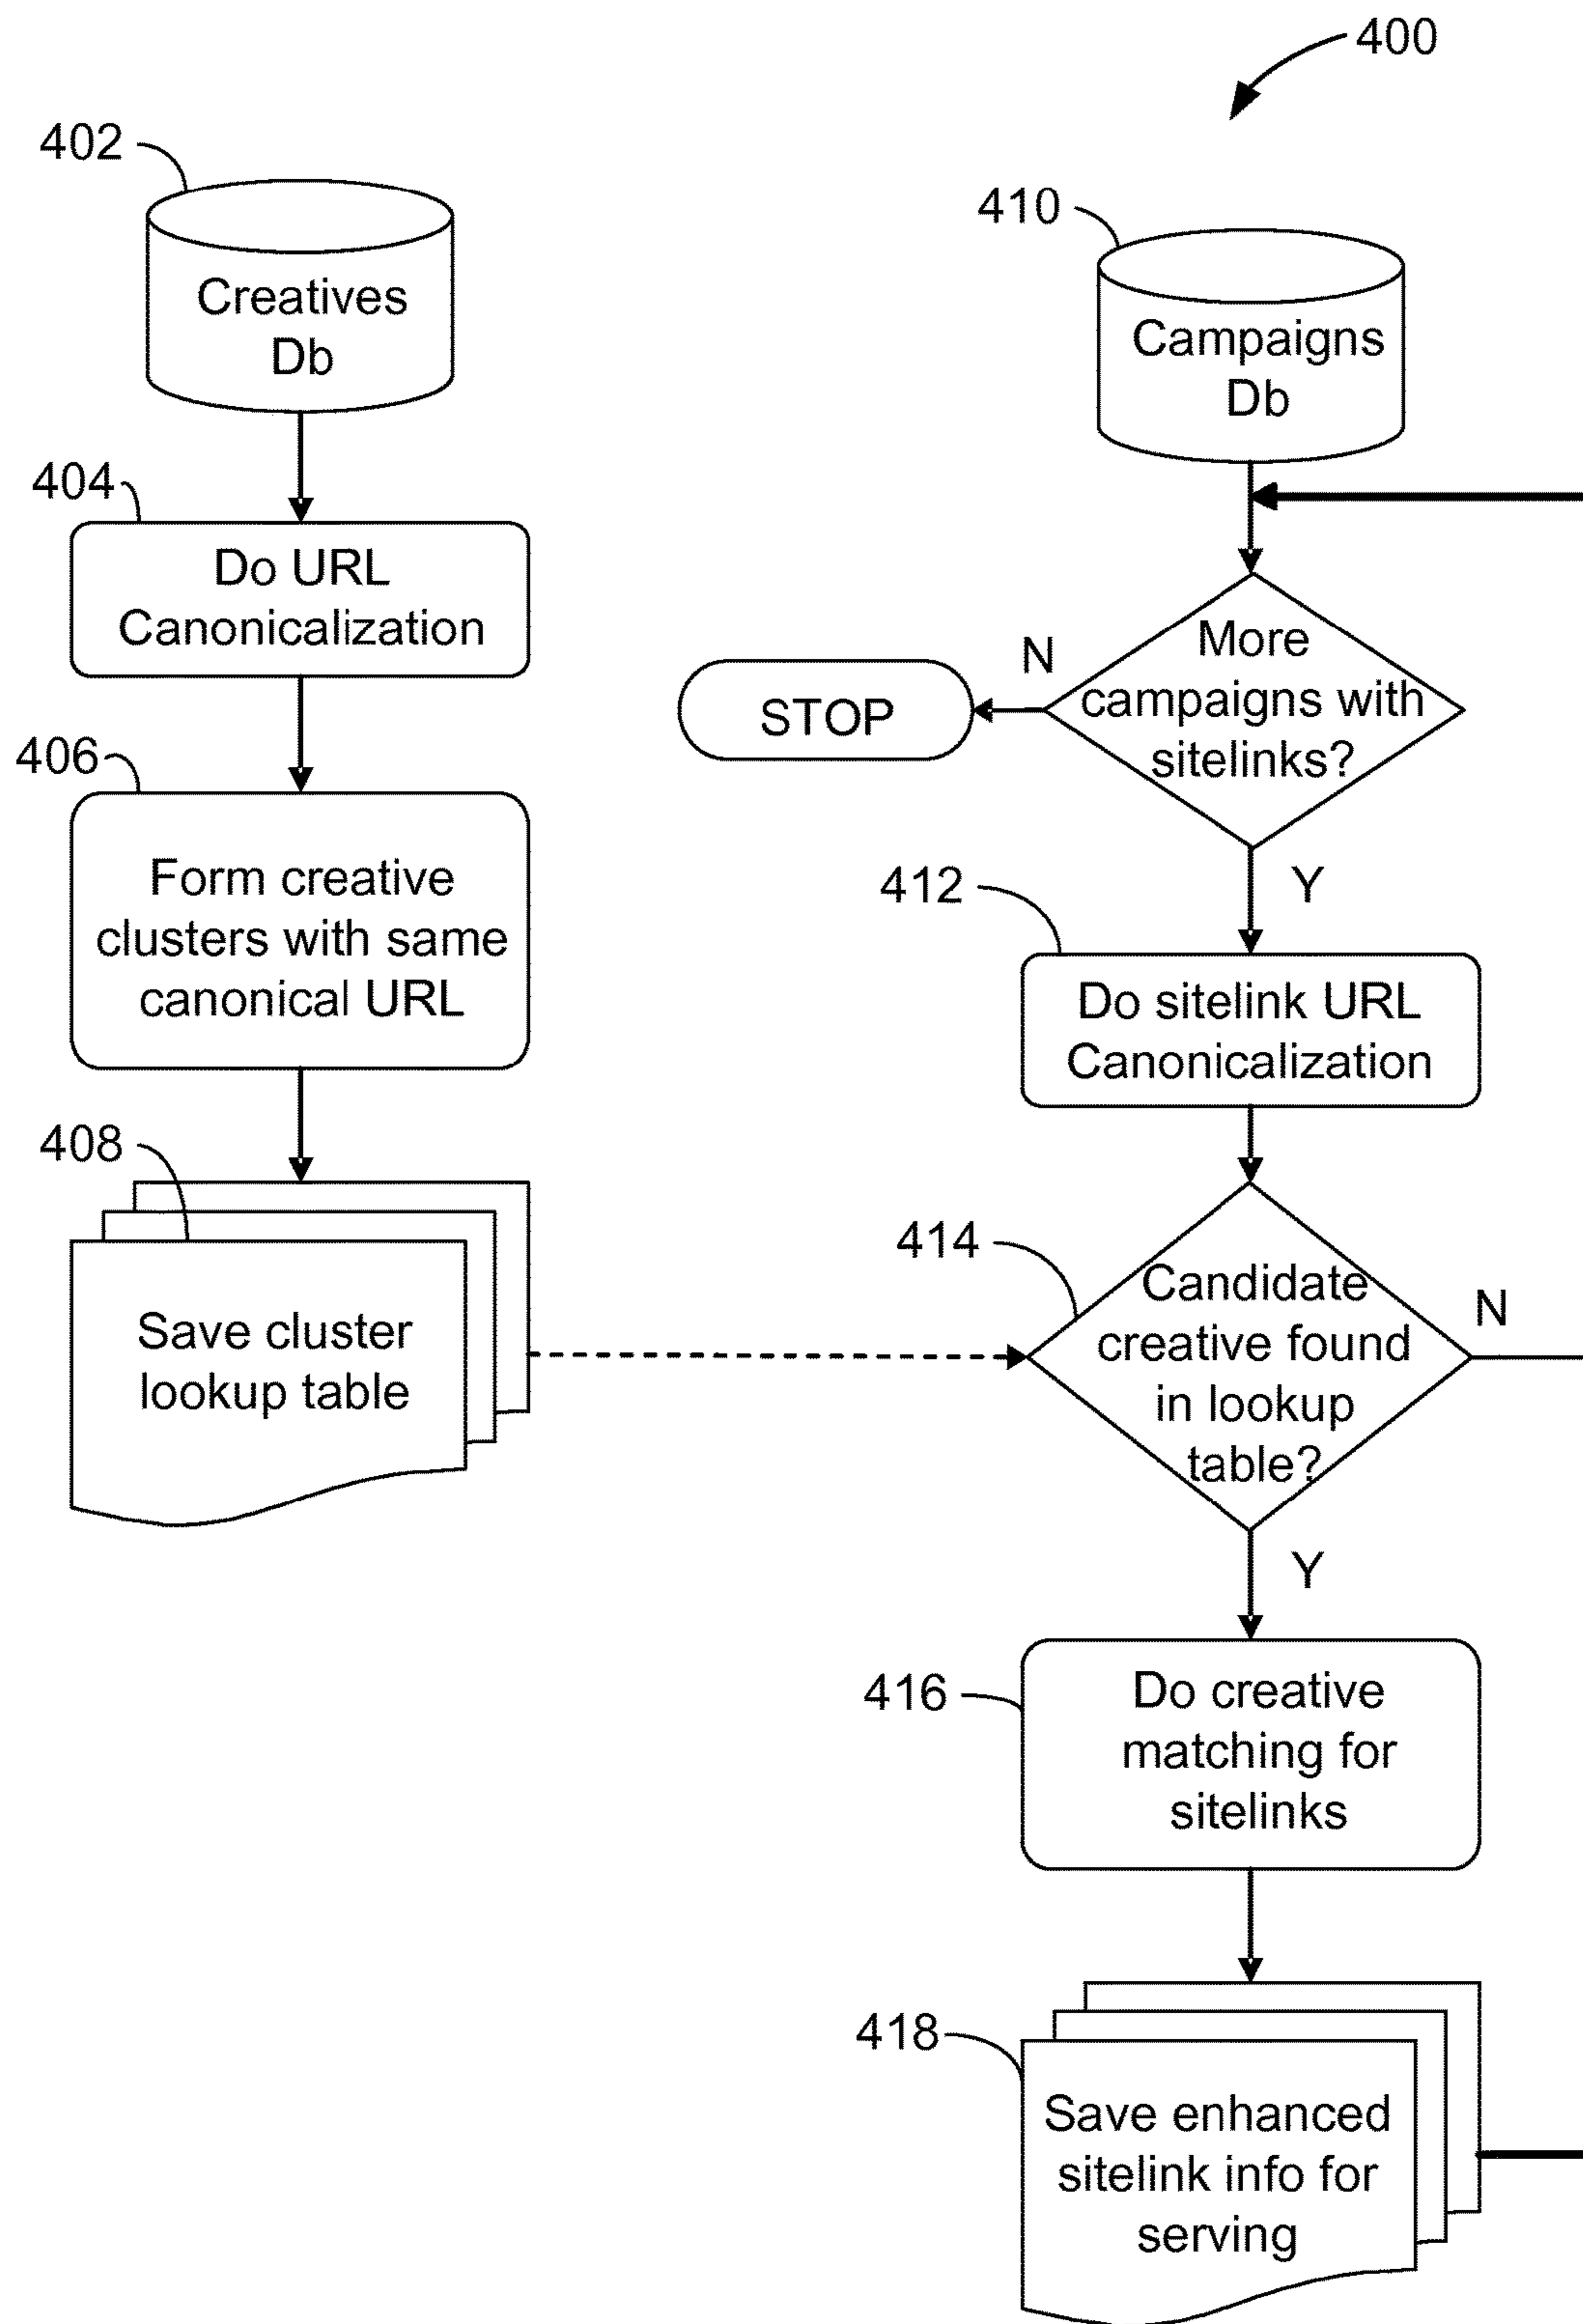 400
402
Creatives
Db
404
Do URL
Canonicalization
406
Form creative
clusters with same
canonical URL
408
Save cluster
lookup table
410
Campaigns
Db
More
campaigns with
sitelinks?
N
STOP
Y
412
Do sitelink URL
Canonicalization
414
Candidate
creative found
in lookup
table?
N
Y
416
Do creative
matching for
sitelinks
418
Save enhanced
sitelink info for
serving